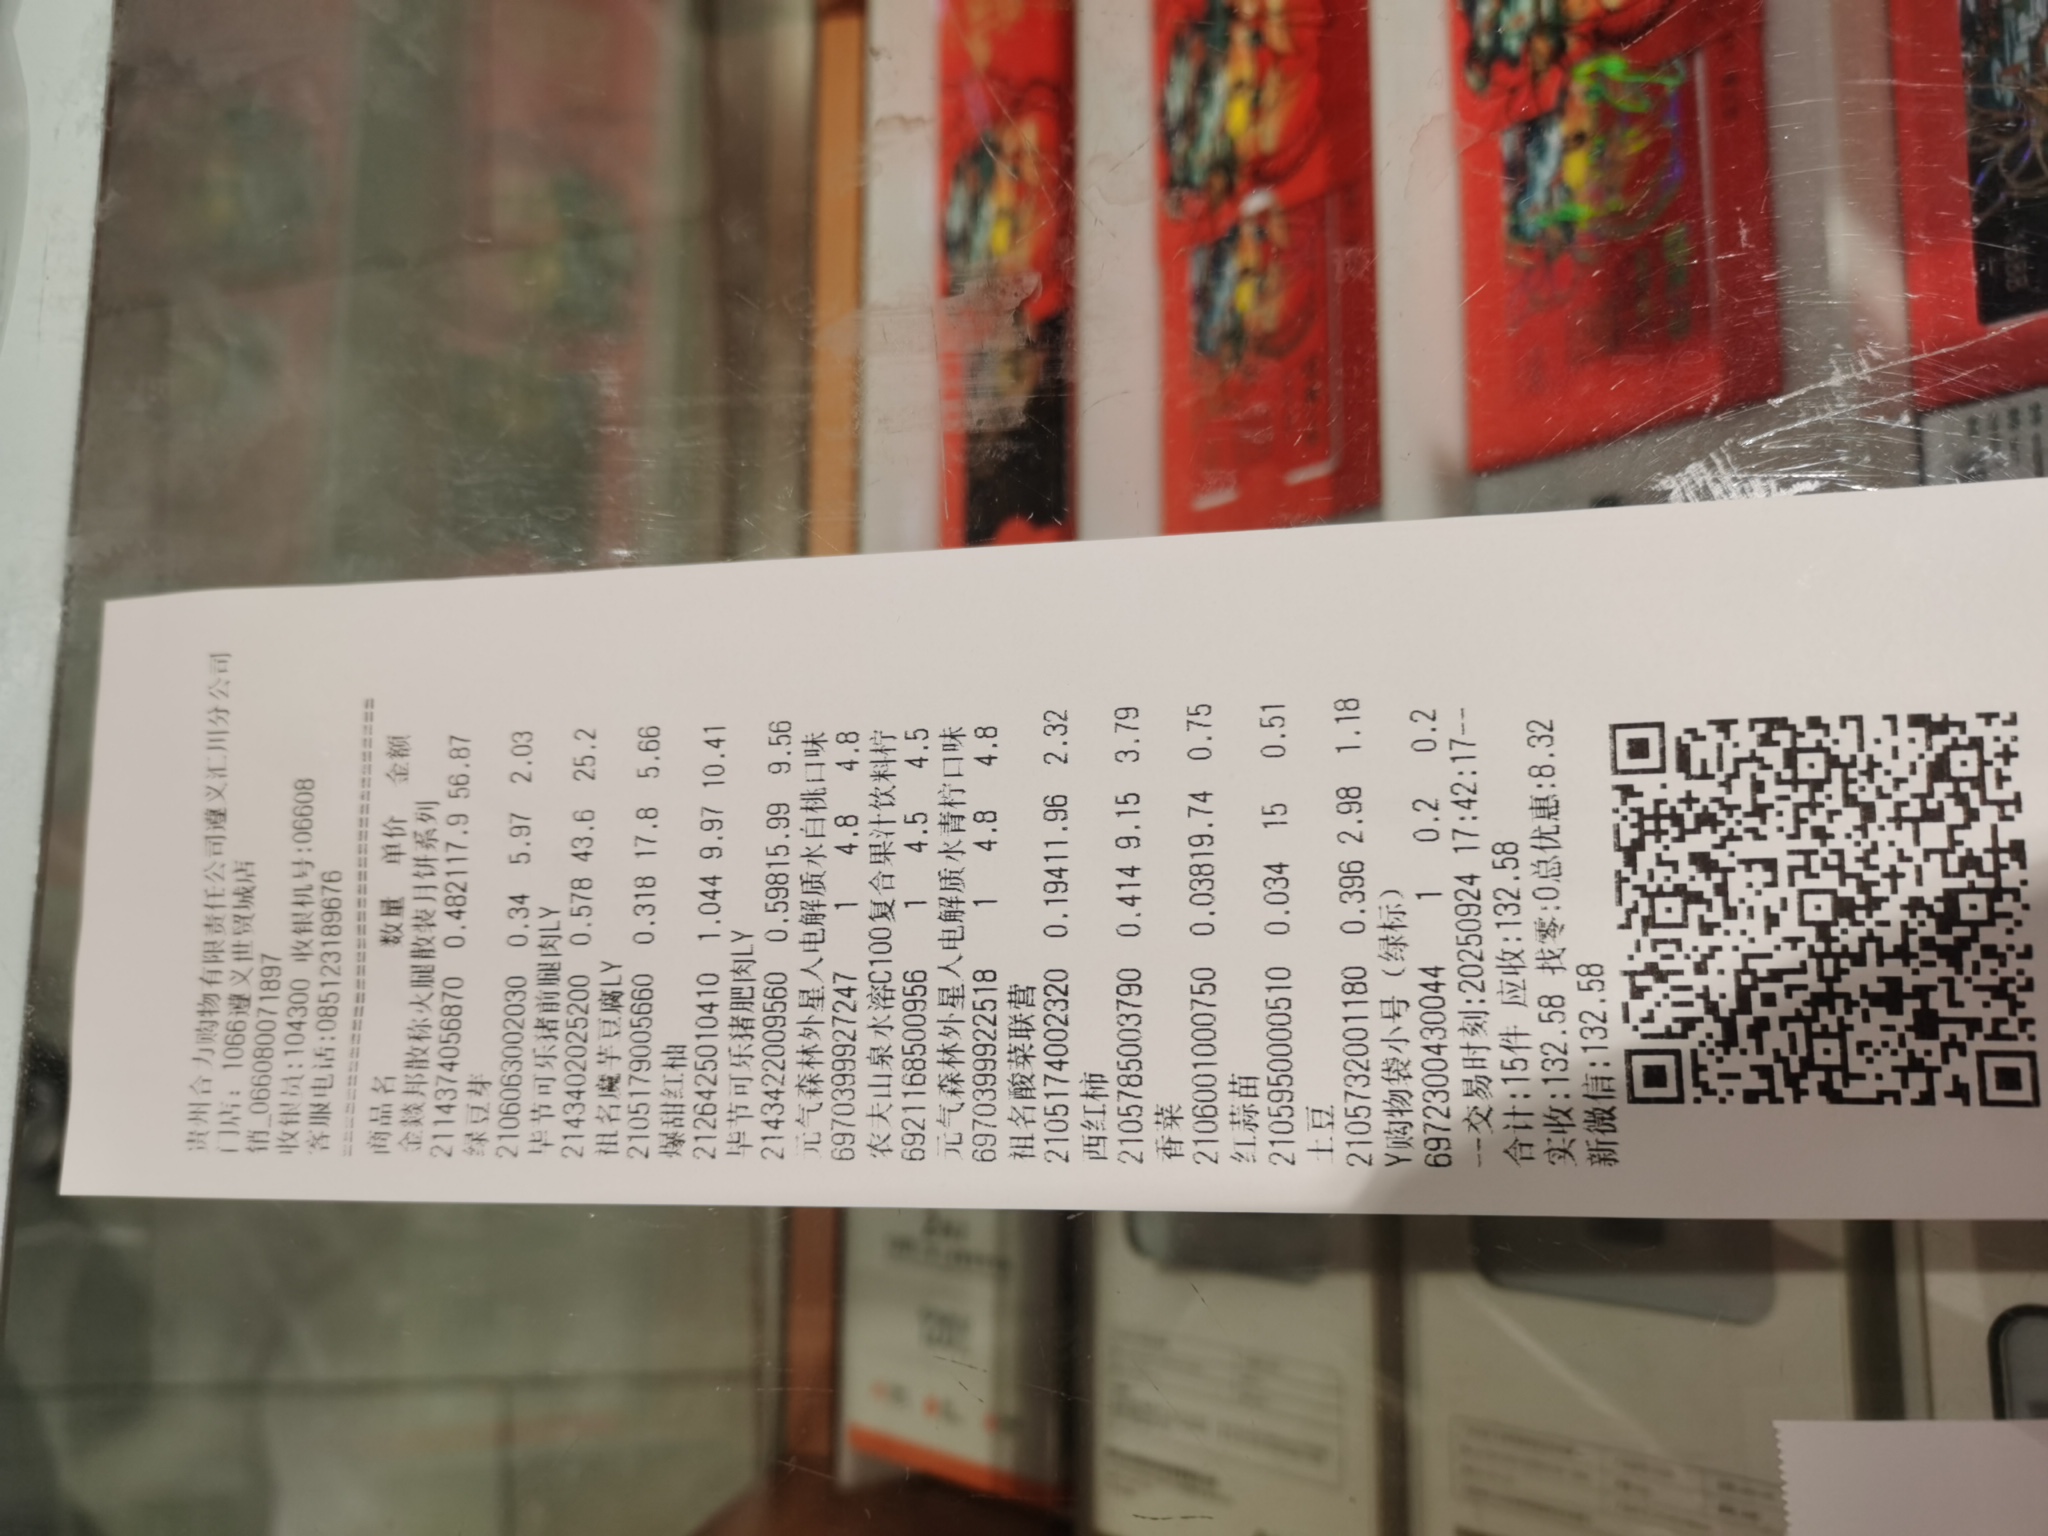 贵州合力购物有限责任公司遵义汇川分公司
门店: 1066遵义世贸城店
销_066080071897
收银员:104300 收银机号:06608
客服电话:085123189676
商品名 数量 单价 金额
金燚邦散称火腿散装月饼系列
2114374056870 0.482117.9 56.87
绿豆芽
2106063002030 0.34 5.97 2.03
毕节可乐猪前腿肉LY
2143402025200 0.578 43.6 25.2
祖名魔芋豆腐LY
2105179005660 0.318 17.8 5.66
爆甜红柚
2126425010410 1.044 9.97 10.41
毕节可乐猪肥肉LY
2143422009560 0.59815.99 9.56
元气森林外星人电解质水白桃口味
6970399927247 1 4.8 4.8
农夫山泉水溶C100复合果汁饮料柠
6921168500956 1 4.5 4.5
元气森林外星人电解质水青柠口味
6970399922518 1 4.8 4.8
祖名酸菜联营
2105174002320 0.19411.96 2.32
西红柿
2105785003790 0.414 9.15 3.79
香菜
2106001000750 0.03819.74 0.75
红蒜苗
2105950000510 0.034 15 0.51
土豆
2105732001180 0.396 2.98 1.18
Y购物袋小号(绿标)
6972300430044 1 0.2 0.2
--交易时刻:20250924 17:42:17--
合计:15件 应收:132.58
实收:132.58 找零:0总优惠:8.32
新微信:132.58